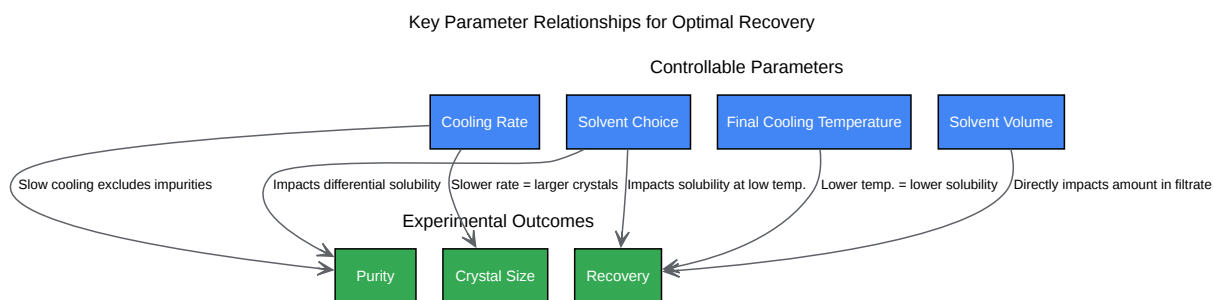 Key Parameter Relationships for Optimal Recovery
Controllable Parameters
Cooling Rate
Solvent Choice
Final Cooling Temperature
Solvent Volume
Slow cooling excludes impurities
Impacts differential solubility
Slower rate = larger crystals
Impacts solubility at low temp.
Lower temp. = lower solubility
Directly impacts amount in filtrate
Experimental Outcomes
Purity
Crystal Size
Recovery